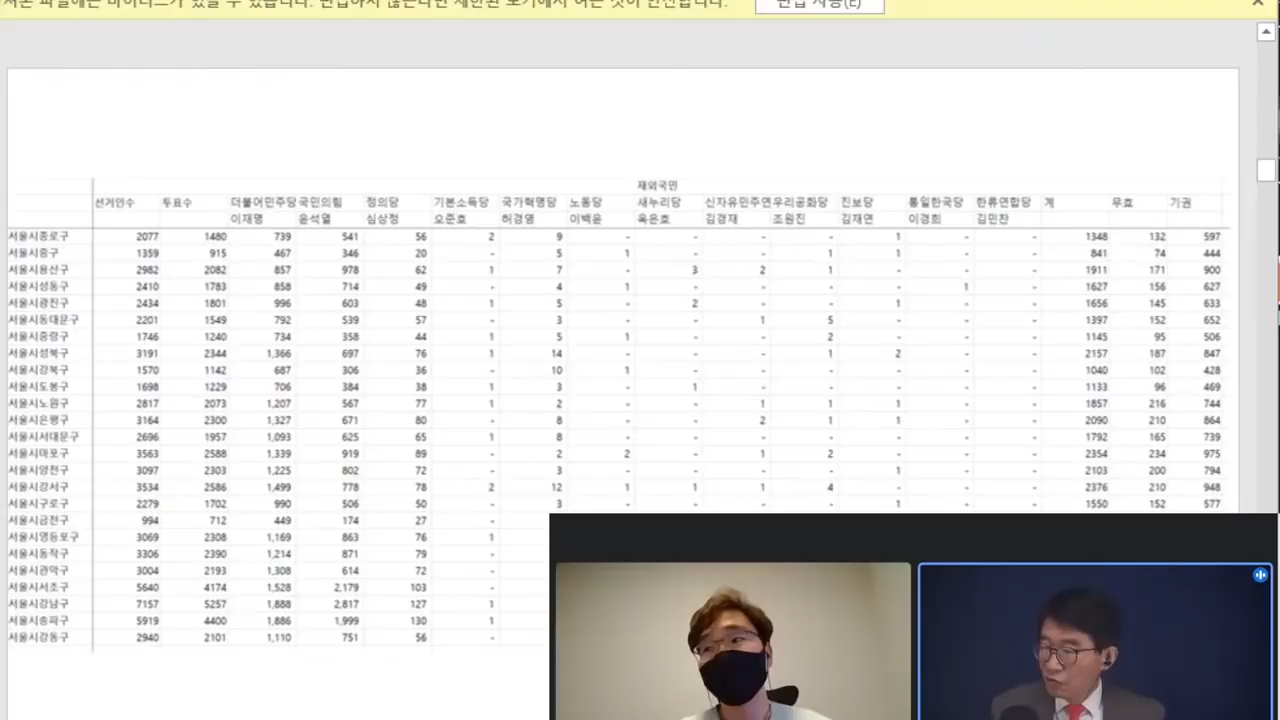 편집 사용(E)
재외국민
선거인수 투표수 더불어민주당 국민의힘 정의당 기본소득당 국가혁명당 노동당 새누리당 신자유민주연 우리공화당 진보당 통일한국당 한류연합당 계 무효 기권
이재명 윤석열 심상정 오준호 허경영 이백윤 옥은호 김경재 조원진 김재연 이경희 김민찬
서울시종로구 2077 1480 739 541 56 2 9 - - - - 1 - - 1348 132 597
서울시중구 1359 915 467 346 20 - 5 1 - - 1 1 - - 841 74 444
서울시용산구 2982 2082 857 978 62 1 7 - 3 2 1 - - - 1911 171 900
서울시성동구 2410 1783 858 714 49 - 4 1 - - - - 1 - 1627 156 627
서울시광진구 2434 1801 996 603 48 1 5 - 2 - - 1 - - 1656 145 633
서울시동대문구 2201 1549 792 539 57 - 3 - - 1 5 - - - 1397 152 652
서울시중랑구 1746 1240 734 358 44 1 5 1 - - 2 - - - 1145 95 506
서울시성북구 3191 2344 1,366 697 76 1 14 - - - 1 2 - - 2157 187 847
서울시강북구 1570 1142 687 306 36 - 10 1 - - - - - - 1040 102 428
서울시도봉구 1698 1229 706 384 38 1 3 - 1 - - - - - 1133 96 469
서울시노원구 2817 2073 1,207 567 77 1 2 - - 1 1 1 - - 1857 216 744
서울시은평구 3164 2300 1,327 671 80 - 8 - - 2 1 1 - - 2090 210 864
서울시서대문구 2696 1957 1,093 625 65 1 8 - - - - - - - 1792 165 739
서울시마포구 3563 2588 1,339 919 89 - 2 2 - 1 2 - - - 2354 234 975
서울시양천구 3097 2303 1,225 802 72 - 3 - - - - 1 - - 2103 200 794
서울시강서구 3534 2586 1,499 778 78 2 12 1 1 1 4 - - - 2376 210 948
서울시구로구 2279 1702 990 506 50 - 3 - - - - 1 - - 1550 152 577
서울시금천구 994 712 449 174 27 -
서울시영등포구 3069 2308 1,169 863 76 1
서울시동작구 3306 2390 1,214 871 79 -
서울시관악구 3004 2193 1,308 614 72 -
서울시서초구 5640 4174 1,528 2,179 103 -
서울시강남구 7157 5257 1,888 2,817 127 1
서울시송파구 5919 4400 1,886 1,999 130 1
서울시강동구 2940 2101 1,110 751 56 -